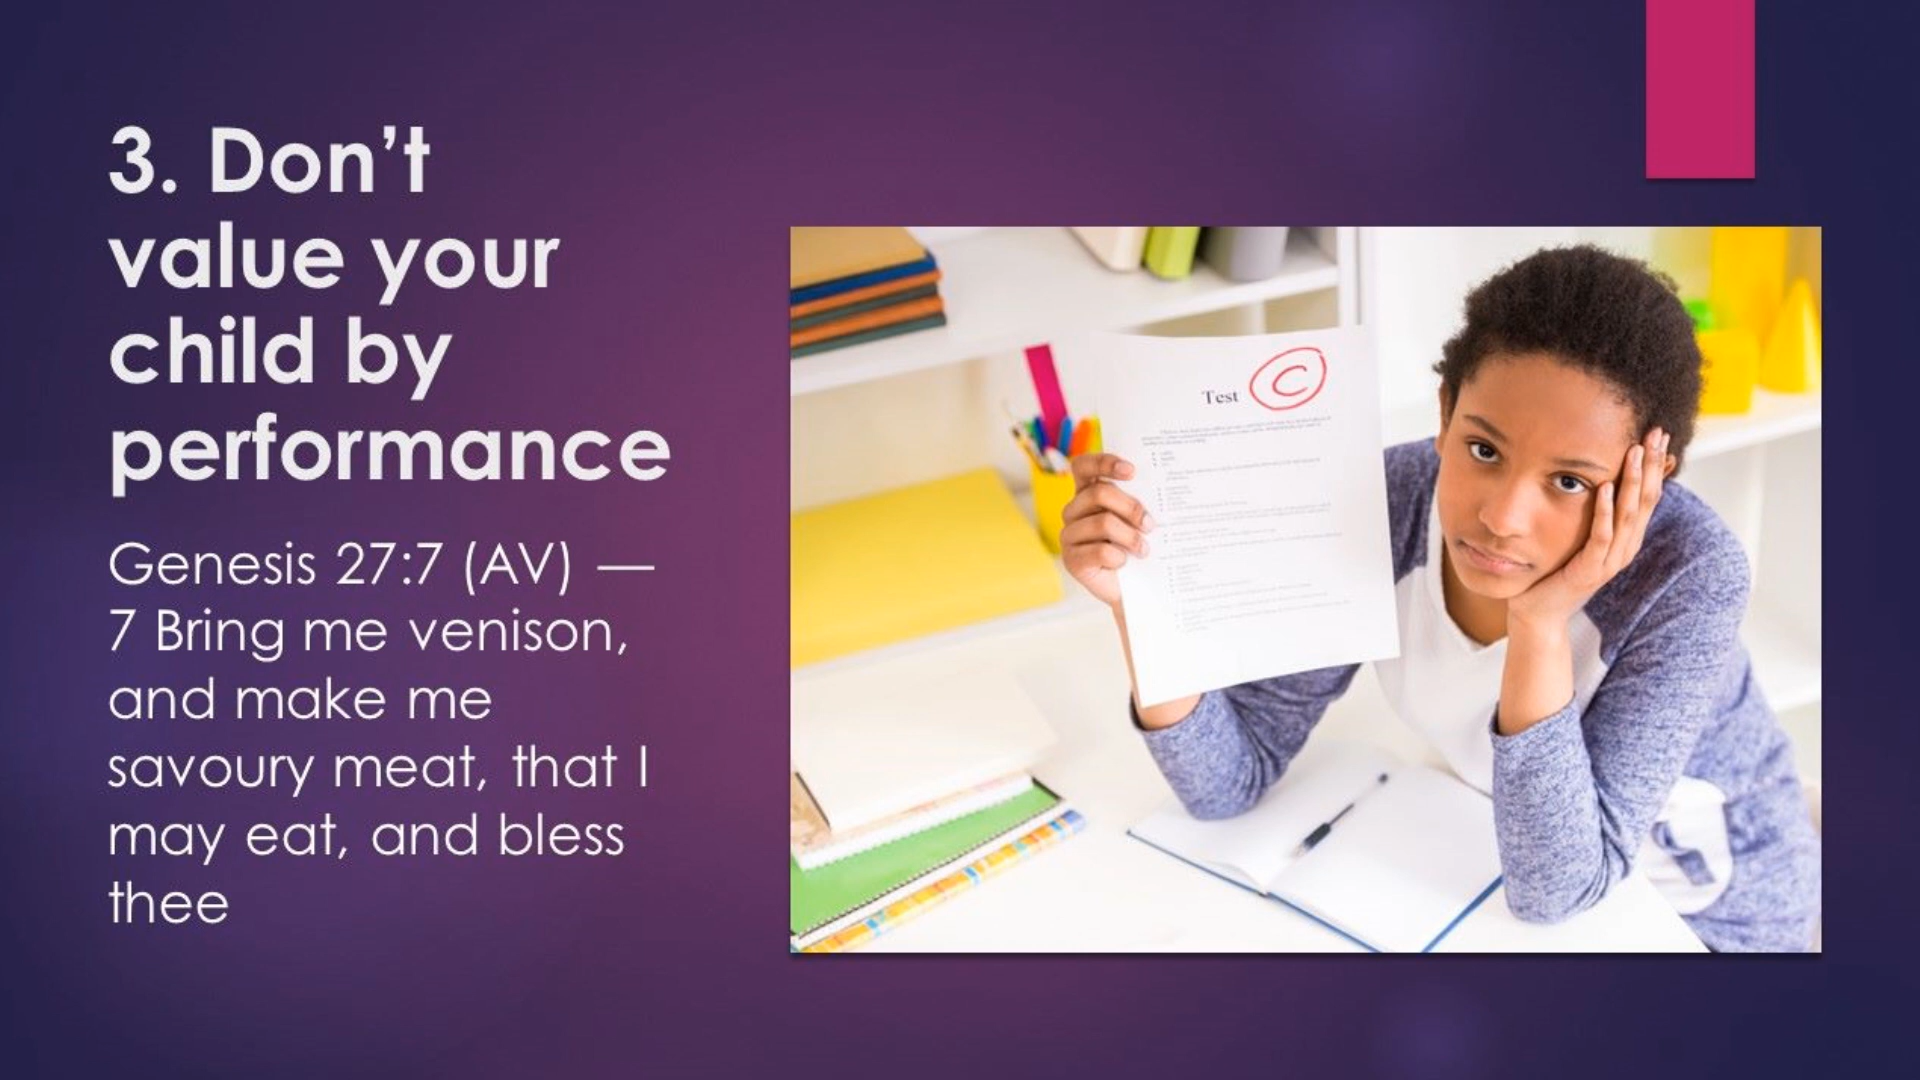 3. Don’t
value your
child by
performance
Genesis 27:7 (AV) —
7 Bring me venison,
and make me
savoury meat, that I
may eat, and bless
thee
Test C